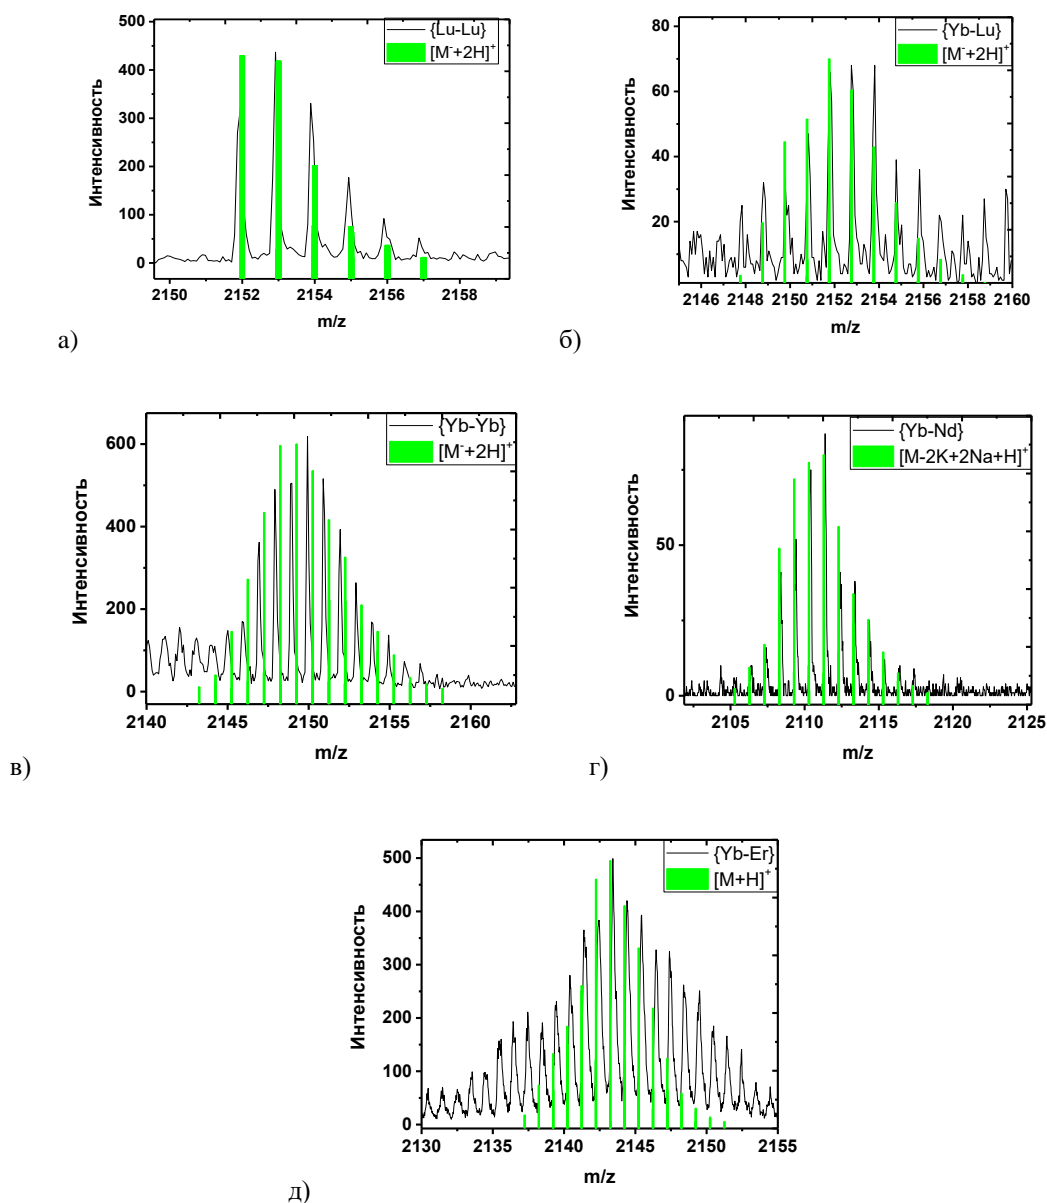 {Lu-Lu}
[M⁻+2H]⁺
500
400
300
200
100
0
Интенсивность
2150 2152 2154 2156 2158
m/z
а)
{Yb-Lu}
[M⁻+2H]⁺
80
60
40
20
Интенсивность
2146 2148 2150 2152 2154 2156 2158 2160
m/z
б)
{Yb-Yb}
[M⁻+2H]⁺
600
400
200
0
Интенсивность
2140 2145 2150 2155 2160
m/z
в)
{Yb-Nd}
[M-2K+2Na+H]⁺
50
0
Интенсивность
2105 2110 2115 2120 2125
m/z
г)
{Yb-Er}
[M+H]⁺
500
400
300
200
100
0
Интенсивность
2130 2135 2140 2145 2150 2155
m/z
д)